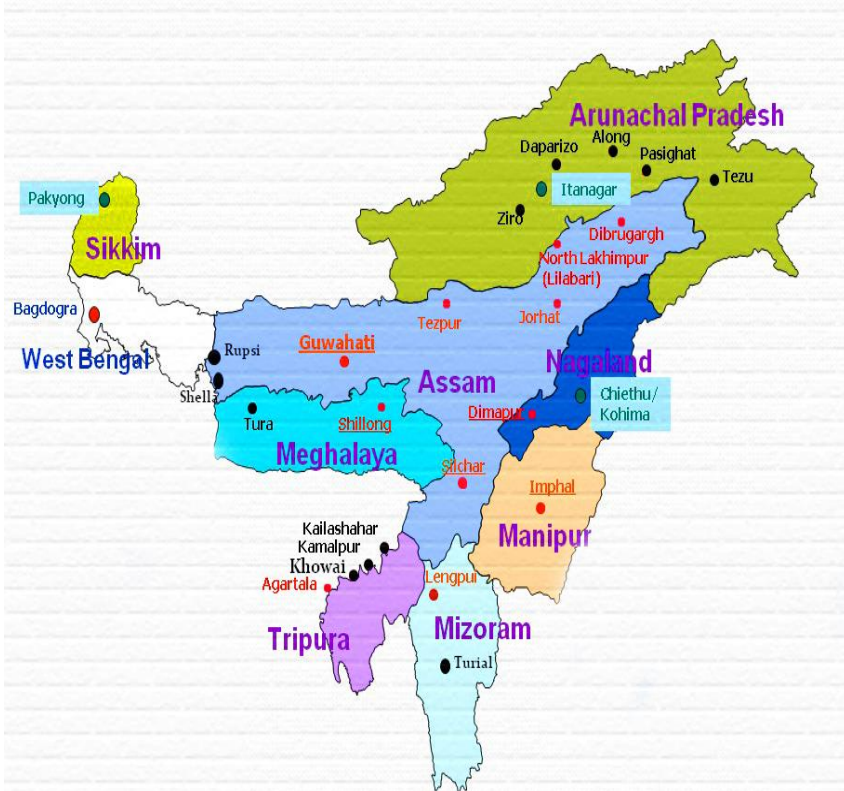 Arunachal Pradesh
Along
Daparizo
Pasighat
Tezu
Itanagar
Pakyong
Ziro
Sikkim
Dibrugargh
North Lakhimpur
(Lilabari)
Bagdogra
Tezpur
Jorhat
Guwahati
Rupsi
West Bengal
Nagaland
Assam
Shella
Chiethu/
Kohima
Tura
Shillong
Dimapur
Meghalaya
Silchar
Imphal
Manipur
Kailashahar
Kamalpur
Khowai
Agartala
Lengpui
Tripura
Mizoram
Turial